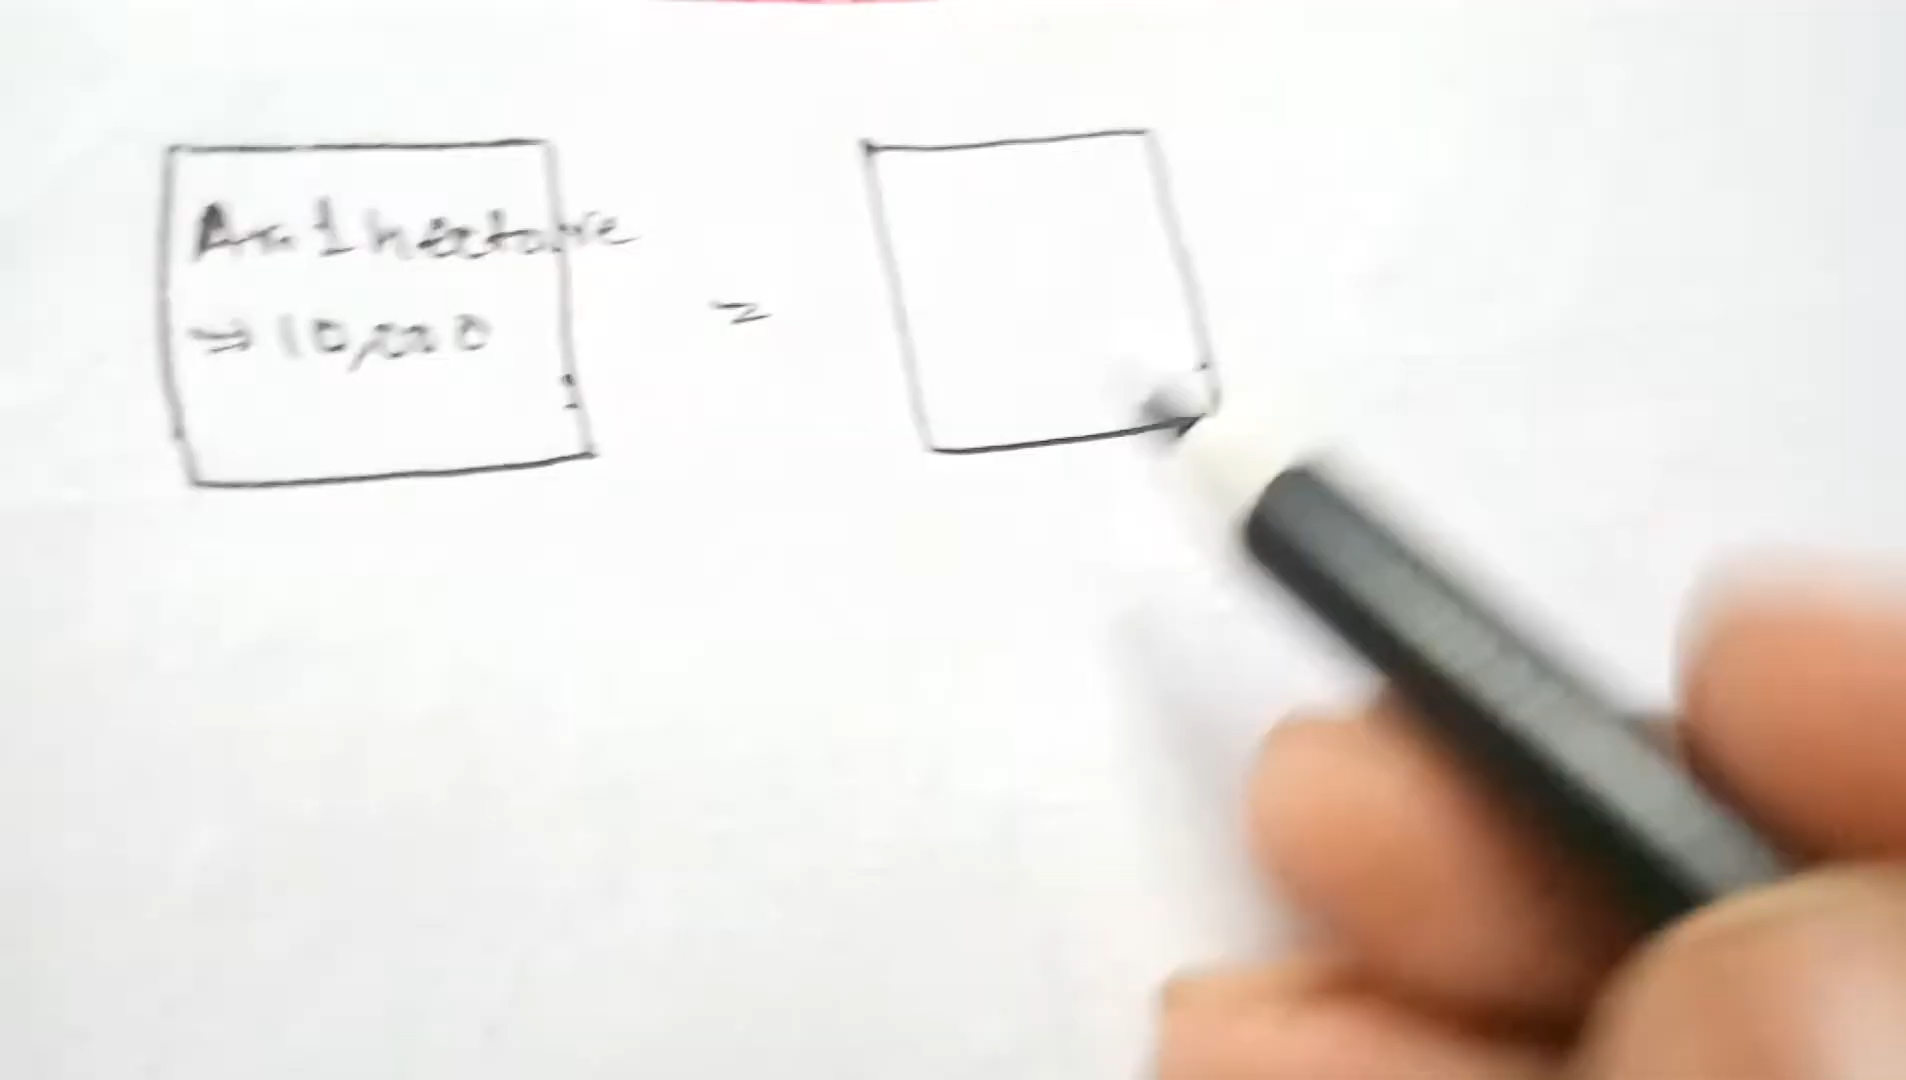 A = 1 hectare
=
⇒ 10,000